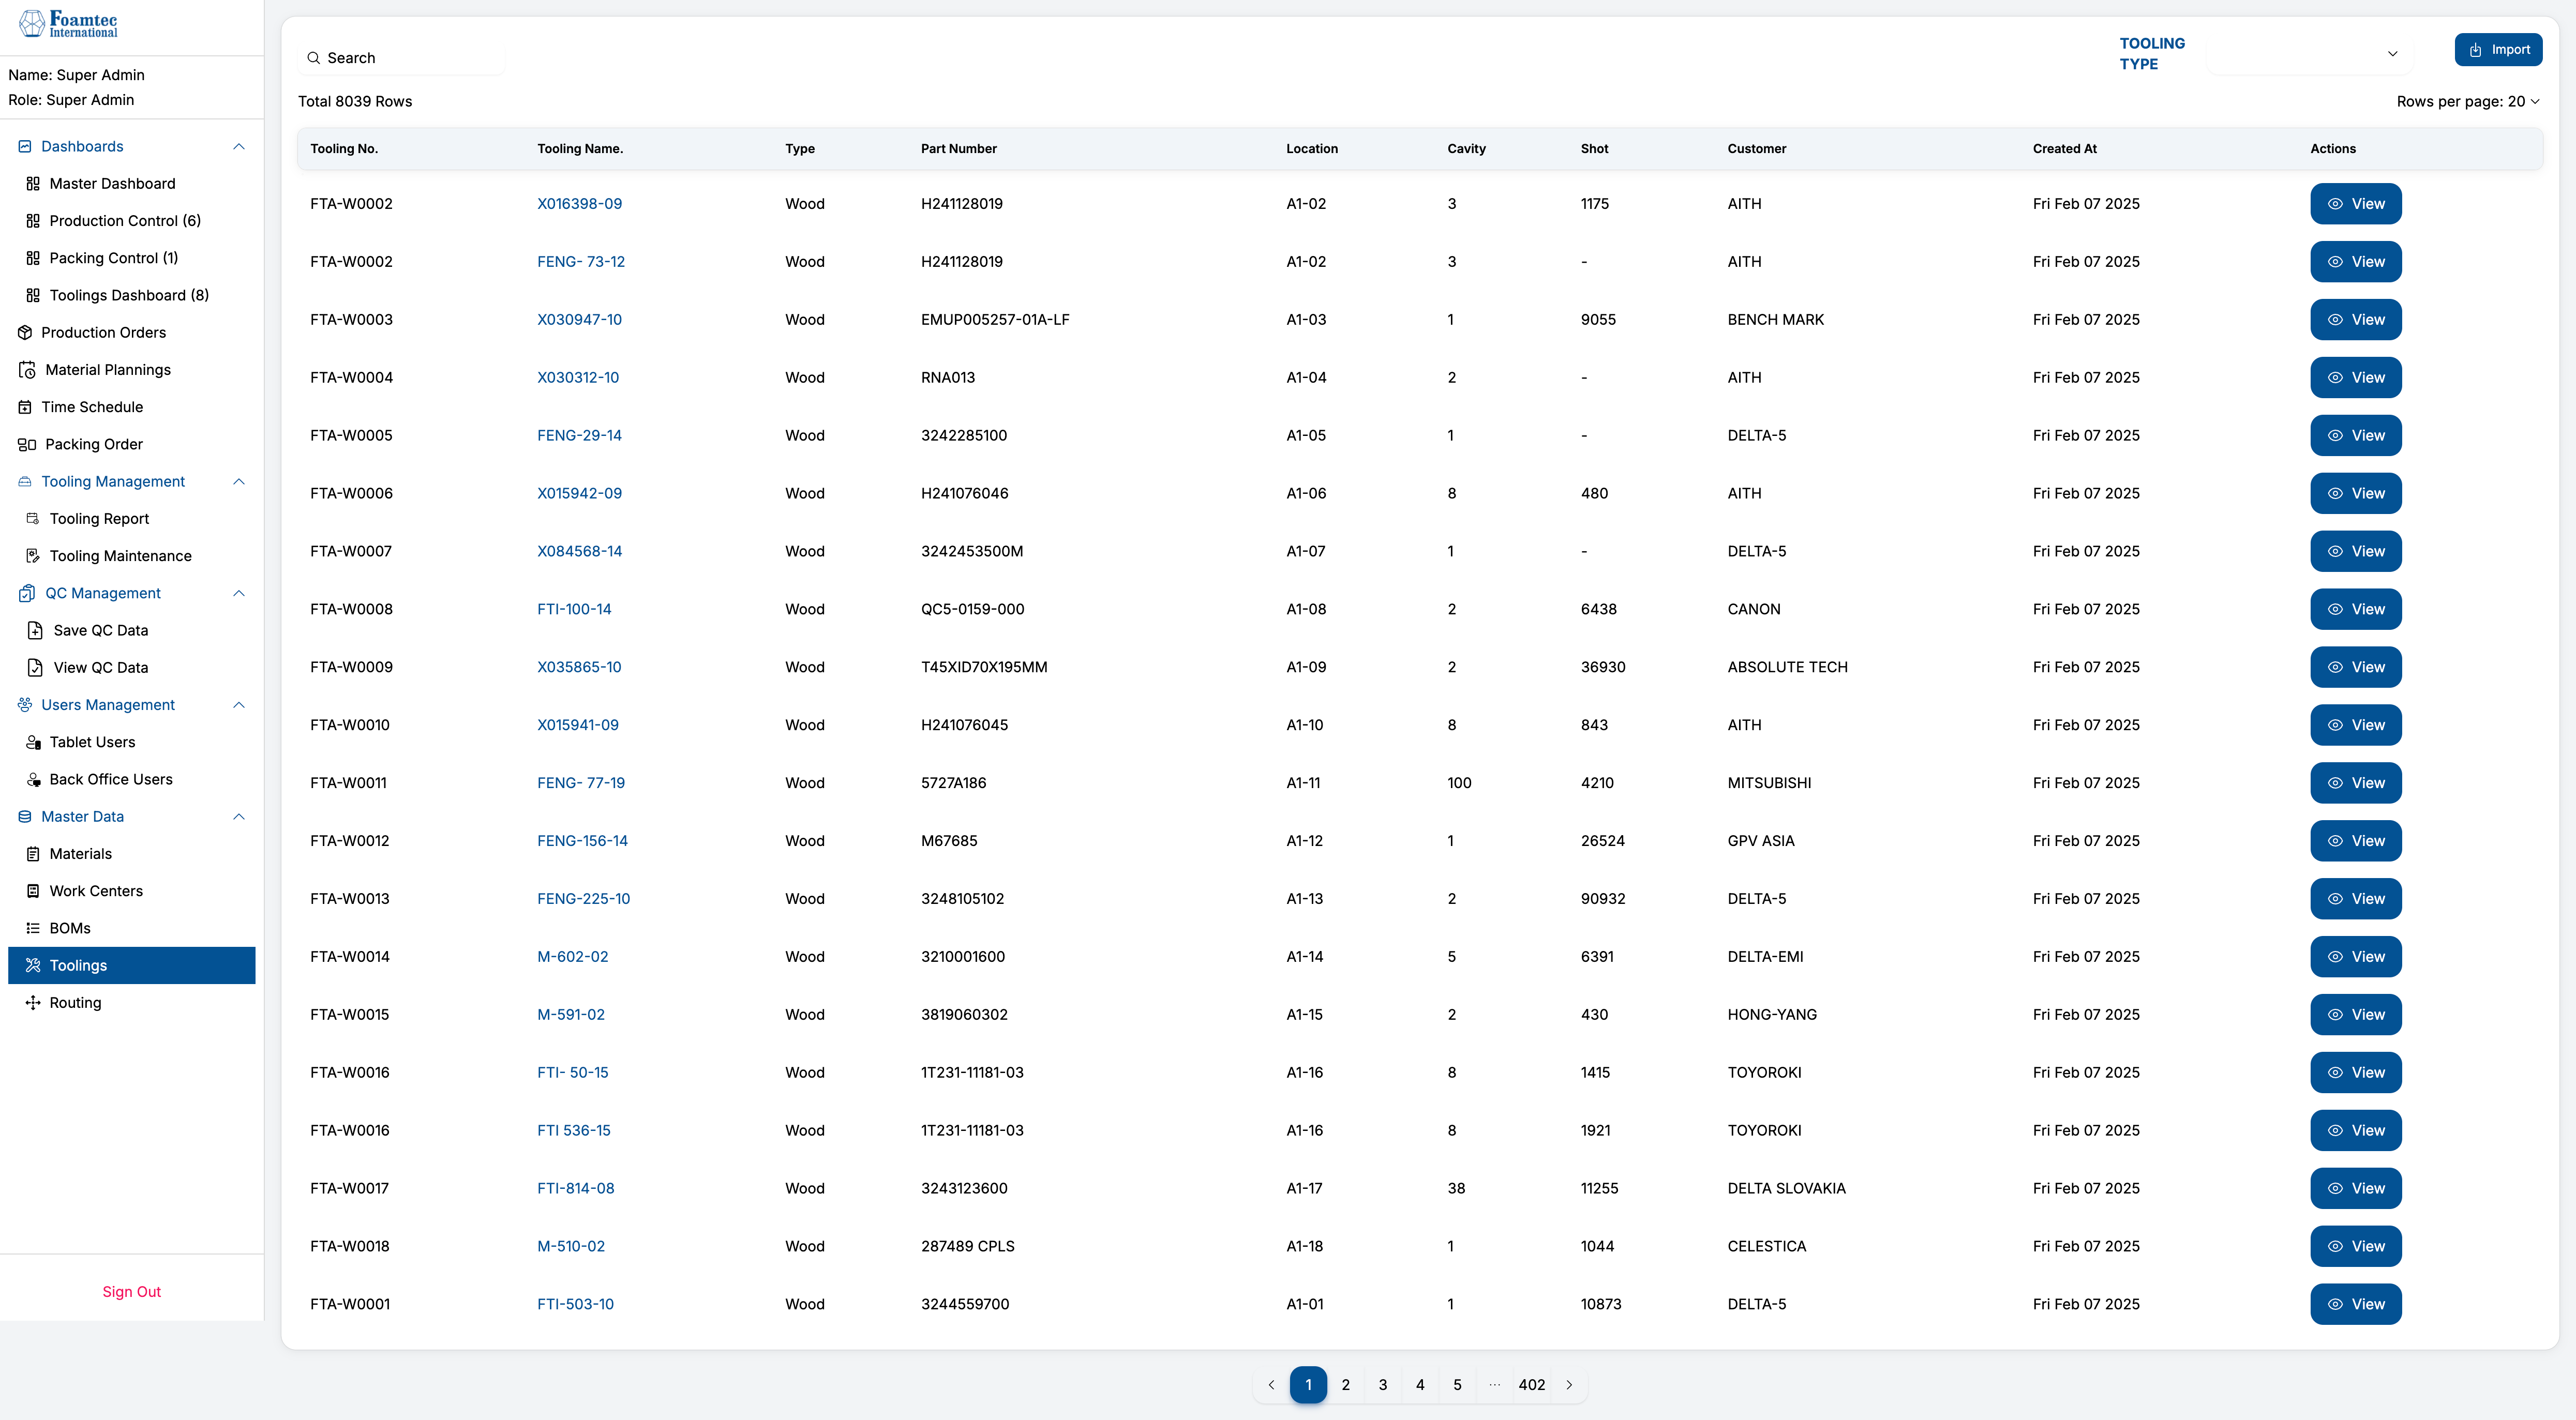 Foamtec
International
Name: Super Admin
Role: Super Admin
Dashboards
Master Dashboard
Production Control (6)
Packing Control (1)
Toolings Dashboard (8)
Production Orders
Material Plannings
Time Schedule
Packing Order
Tooling Management
Tooling Report
Tooling Maintenance
QC Management
Save QC Data
View QC Data
Users Management
Tablet Users
Back Office Users
Master Data
Materials
Work Centers
BOMs
Toolings
Routing
Sign Out
Search
TOOLING
TYPE
Import
Total 8039 Rows
Rows per page: 20
Tooling No. Tooling Name. Type Part Number Location Cavity Shot Customer Created At Actions
FTA-W0002 X016398-09 Wood H241128019 A1-02 3 1175 AITH Fri Feb 07 2025 View
FTA-W0002 FENG- 73-12 Wood H241128019 A1-02 3 - AITH Fri Feb 07 2025 View
FTA-W0003 X030947-10 Wood EMUP005257-01A-LF A1-03 1 9055 BENCH MARK Fri Feb 07 2025 View
FTA-W0004 X030312-10 Wood RNA013 A1-04 2 - AITH Fri Feb 07 2025 View
FTA-W0005 FENG-29-14 Wood 3242285100 A1-05 1 - DELTA-5 Fri Feb 07 2025 View
FTA-W0006 X015942-09 Wood H241076046 A1-06 8 480 AITH Fri Feb 07 2025 View
FTA-W0007 X084568-14 Wood 3242453500M A1-07 1 - DELTA-5 Fri Feb 07 2025 View
FTA-W0008 FTI-100-14 Wood QC5-0159-000 A1-08 2 6438 CANON Fri Feb 07 2025 View
FTA-W0009 X035865-10 Wood T45XID70X195MM A1-09 2 36930 ABSOLUTE TECH Fri Feb 07 2025 View
FTA-W0010 X015941-09 Wood H241076045 A1-10 8 843 AITH Fri Feb 07 2025 View
FTA-W0011 FENG- 77-19 Wood 5727A186 A1-11 100 4210 MITSUBISHI Fri Feb 07 2025 View
FTA-W0012 FENG-156-14 Wood M67685 A1-12 1 26524 GPV ASIA Fri Feb 07 2025 View
FTA-W0013 FENG-225-10 Wood 3248105102 A1-13 2 90932 DELTA-5 Fri Feb 07 2025 View
FTA-W0014 M-602-02 Wood 3210001600 A1-14 5 6391 DELTA-EMI Fri Feb 07 2025 View
FTA-W0015 M-591-02 Wood 3819060302 A1-15 2 430 HONG-YANG Fri Feb 07 2025 View
FTA-W0016 FTI- 50-15 Wood 1T231-11181-03 A1-16 8 1415 TOYOROKI Fri Feb 07 2025 View
FTA-W0016 FTI 536-15 Wood 1T231-11181-03 A1-16 8 1921 TOYOROKI Fri Feb 07 2025 View
FTA-W0017 FTI-814-08 Wood 3243123600 A1-17 38 11255 DELTA SLOVAKIA Fri Feb 07 2025 View
FTA-W0018 M-510-02 Wood 287489 CPLS A1-18 1 1044 CELESTICA Fri Feb 07 2025 View
FTA-W0001 FTI-503-10 Wood 3244559700 A1-01 1 10873 DELTA-5 Fri Feb 07 2025 View
1 2 3 4 5 ··· 402